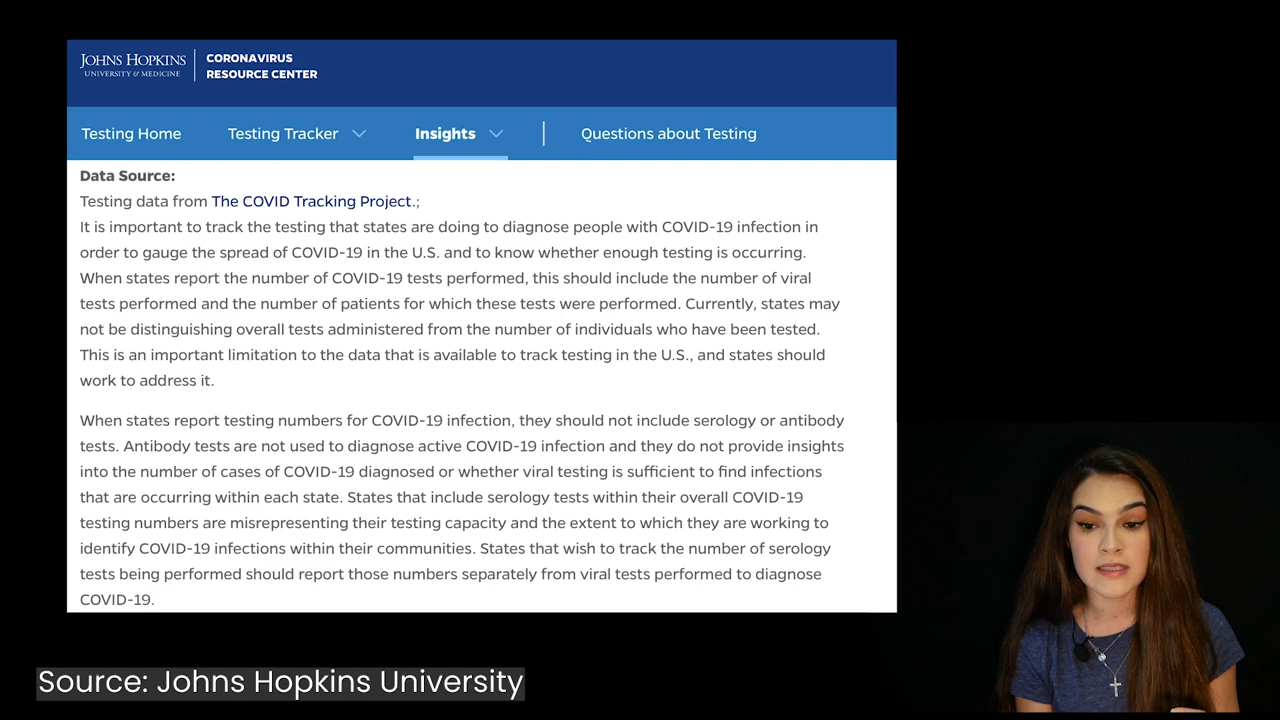 JOHNS HOPKINS
UNIVERSITY & MEDICINE
CORONAVIRUS
RESOURCE CENTER
Testing Home
Testing Tracker
Insights
Questions about Testing
Data Source:
Testing data from The COVID Tracking Project.;
It is important to track the testing that states are doing to diagnose people with COVID-19 infection in
order to gauge the spread of COVID-19 in the U.S. and to know whether enough testing is occurring.
When states report the number of COVID-19 tests performed, this should include the number of viral
tests performed and the number of patients for which these tests were performed. Currently, states may
not be distinguishing overall tests administered from the number of individuals who have been tested.
This is an important limitation to the data that is available to track testing in the U.S., and states should
work to address it.
When states report testing numbers for COVID-19 infection, they should not include serology or antibody
tests. Antibody tests are not used to diagnose active COVID-19 infection and they do not provide insights
into the number of cases of COVID-19 diagnosed or whether viral testing is sufficient to find infections
that are occurring within each state. States that include serology tests within their overall COVID-19
testing numbers are misrepresenting their testing capacity and the extent to which they are working to
identify COVID-19 infections within their communities. States that wish to track the number of serology
tests being performed should report those numbers separately from viral tests performed to diagnose
COVID-19.
Source: Johns Hopkins University